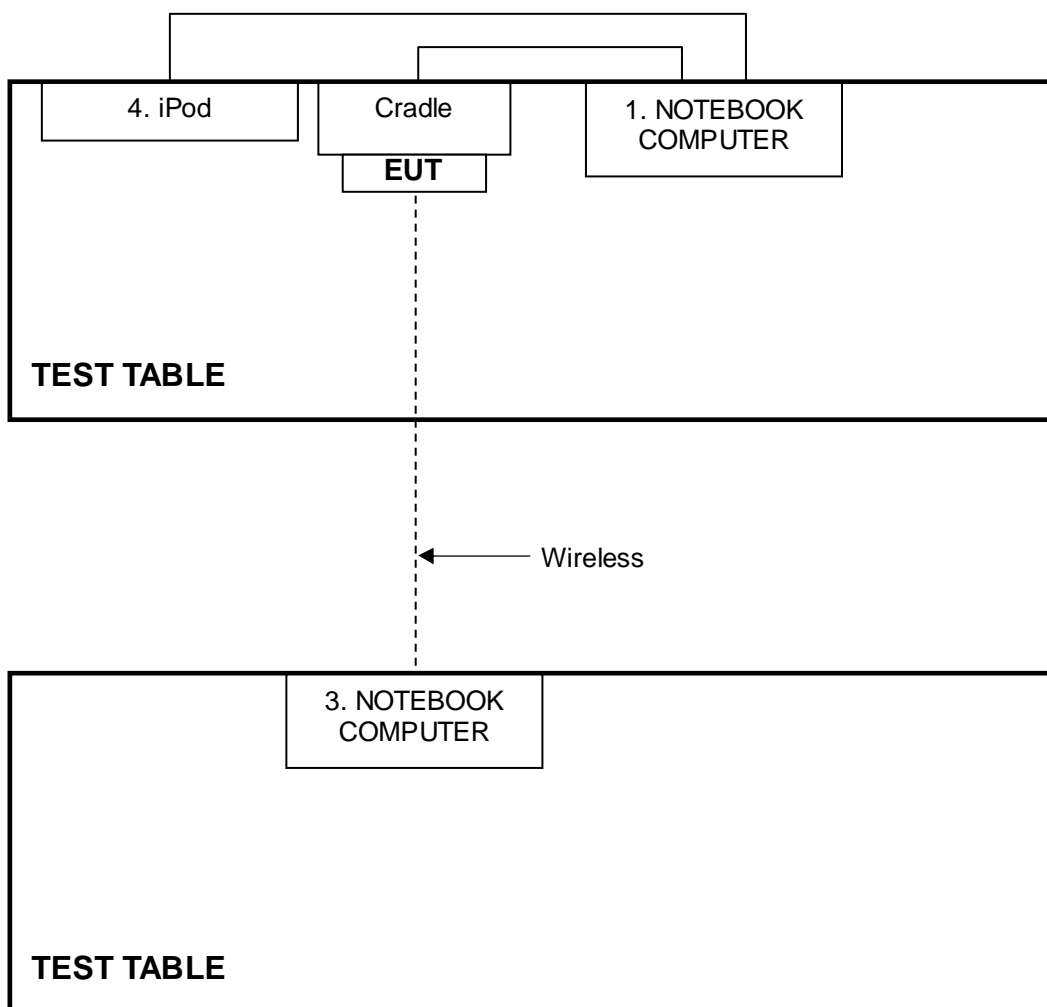 4. iPod
Cradle
1. NOTEBOOK
COMPUTER
EUT
TEST TABLE
Wireless
3. NOTEBOOK
COMPUTER
TEST TABLE